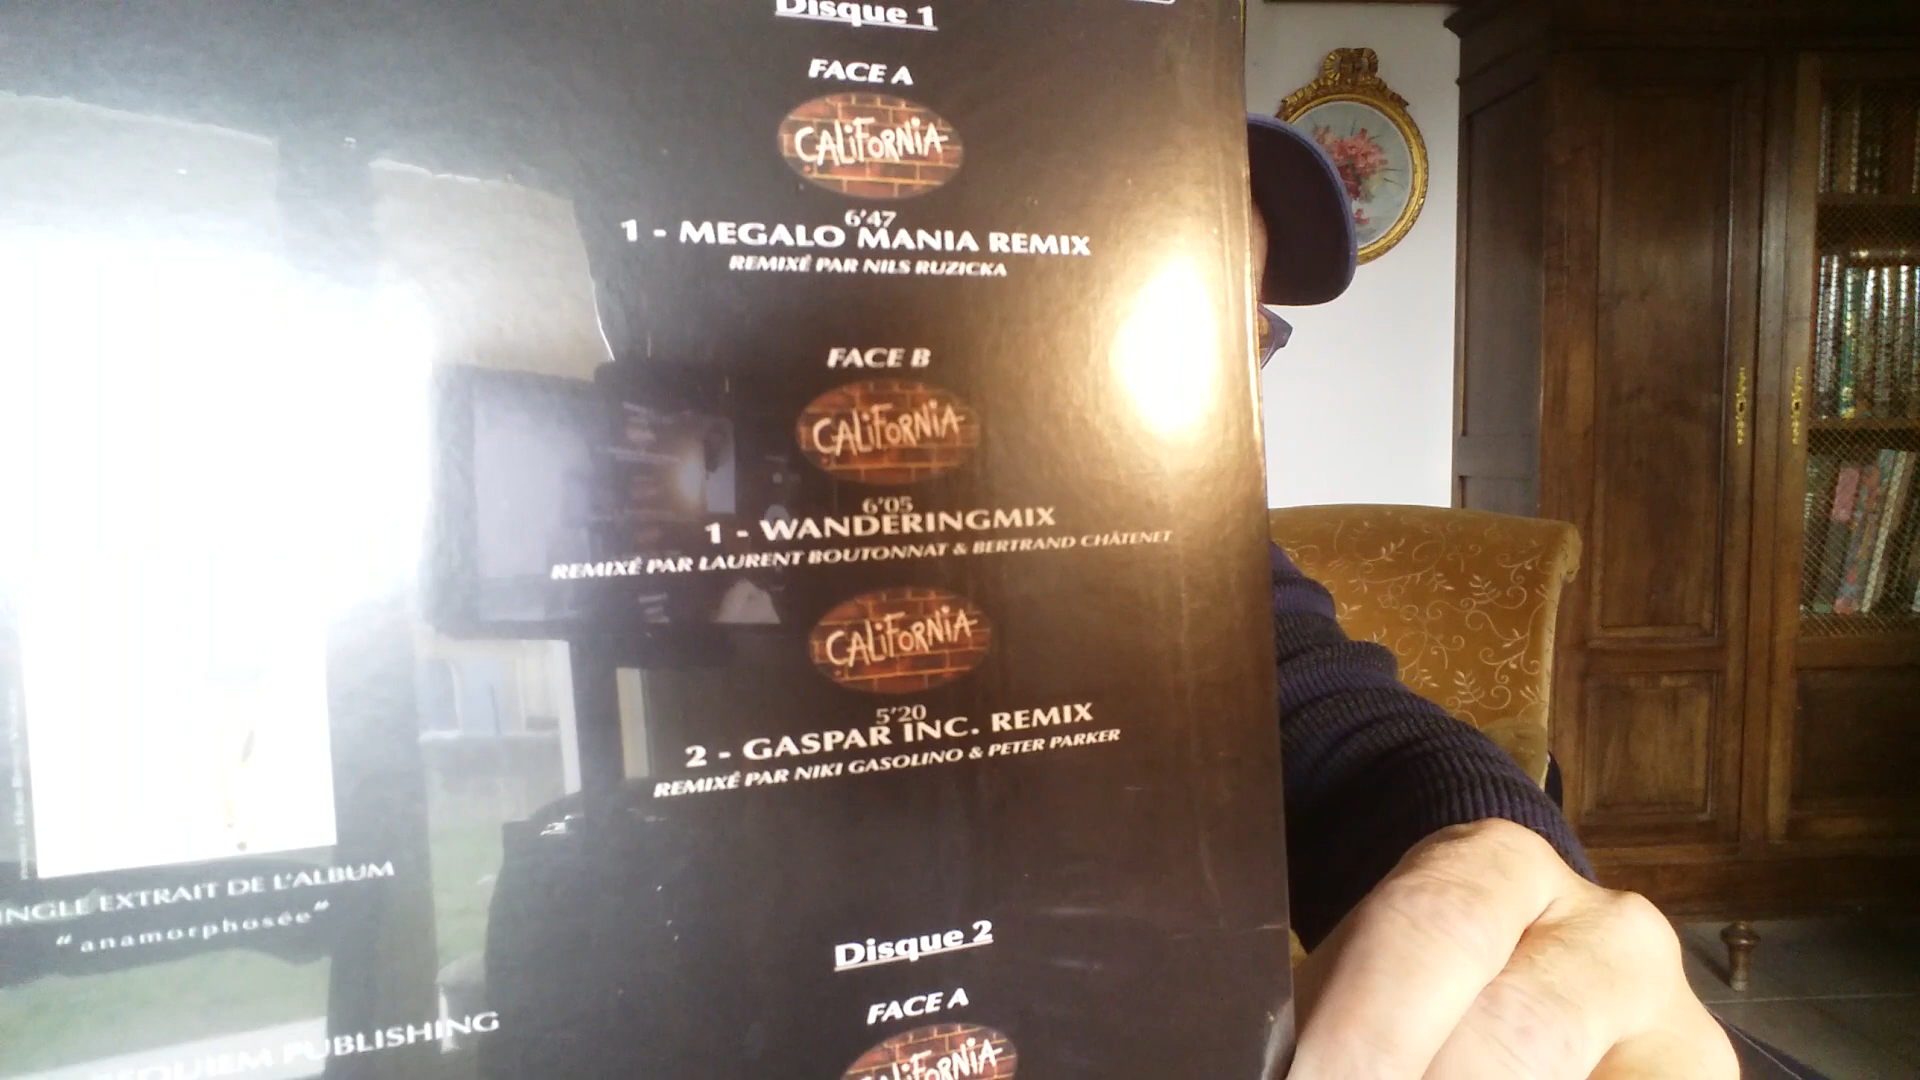 Disque 1
FACE A
CALiFORNiA
6'47
1 - MEGALO MANIA REMIX
REMIXÉ PAR NILS RUZICKA
FACE B
CALiFORNiA
6'05
1 - WANDERINGMIX
REMIXÉ PAR LAURENT BOUTONNAT & BERTRAND CHÂTENET
CALiFORNiA
5'20
2 - GASPAR INC. REMIX
REMIXÉ PAR NIKI GASOLINO & PETER PARKER
Disque 2
FACE A
CALiFORNiA
EXTRAIT DE L'ALBUM
"anamorphosée"
PUBLISHING